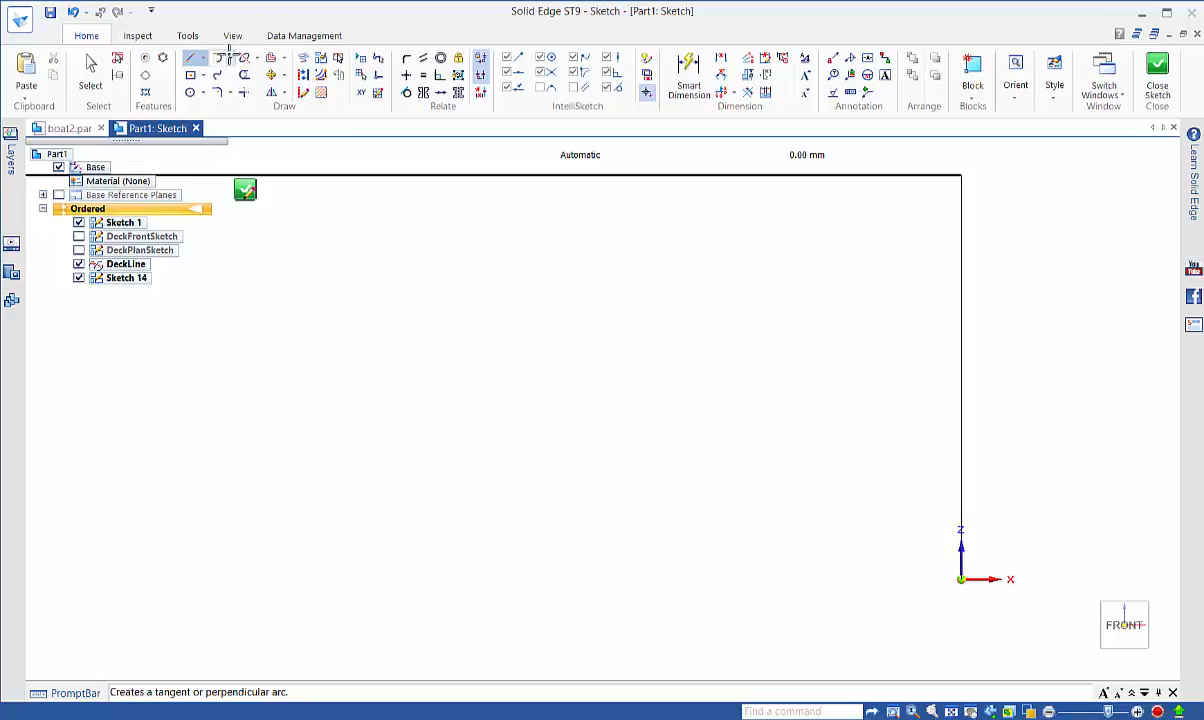 Solid Edge ST9 - Sketch - [Part1: Sketch]
Home Inspect Tools View Data Management
Paste Select Smart Dimension Block Orient Style Switch Windows Close Sketch
Clipboard Select Features Draw Relate IntelliSketch Dimension Annotation Arrange Blocks Window Close
boat2.par Part1: Sketch
Layers
Learn Solid Edge
Part1
Automatic 0.00 mm
Base
Material (None)
Base Reference Planes
Ordered
Sketch 1
DeckFrontSketch
DeckPlanSketch
DeckLine
Sketch 14
You Tube
Z
X
FRONT
PromptBar Creates a tangent or perpendicular arc.
Find a command